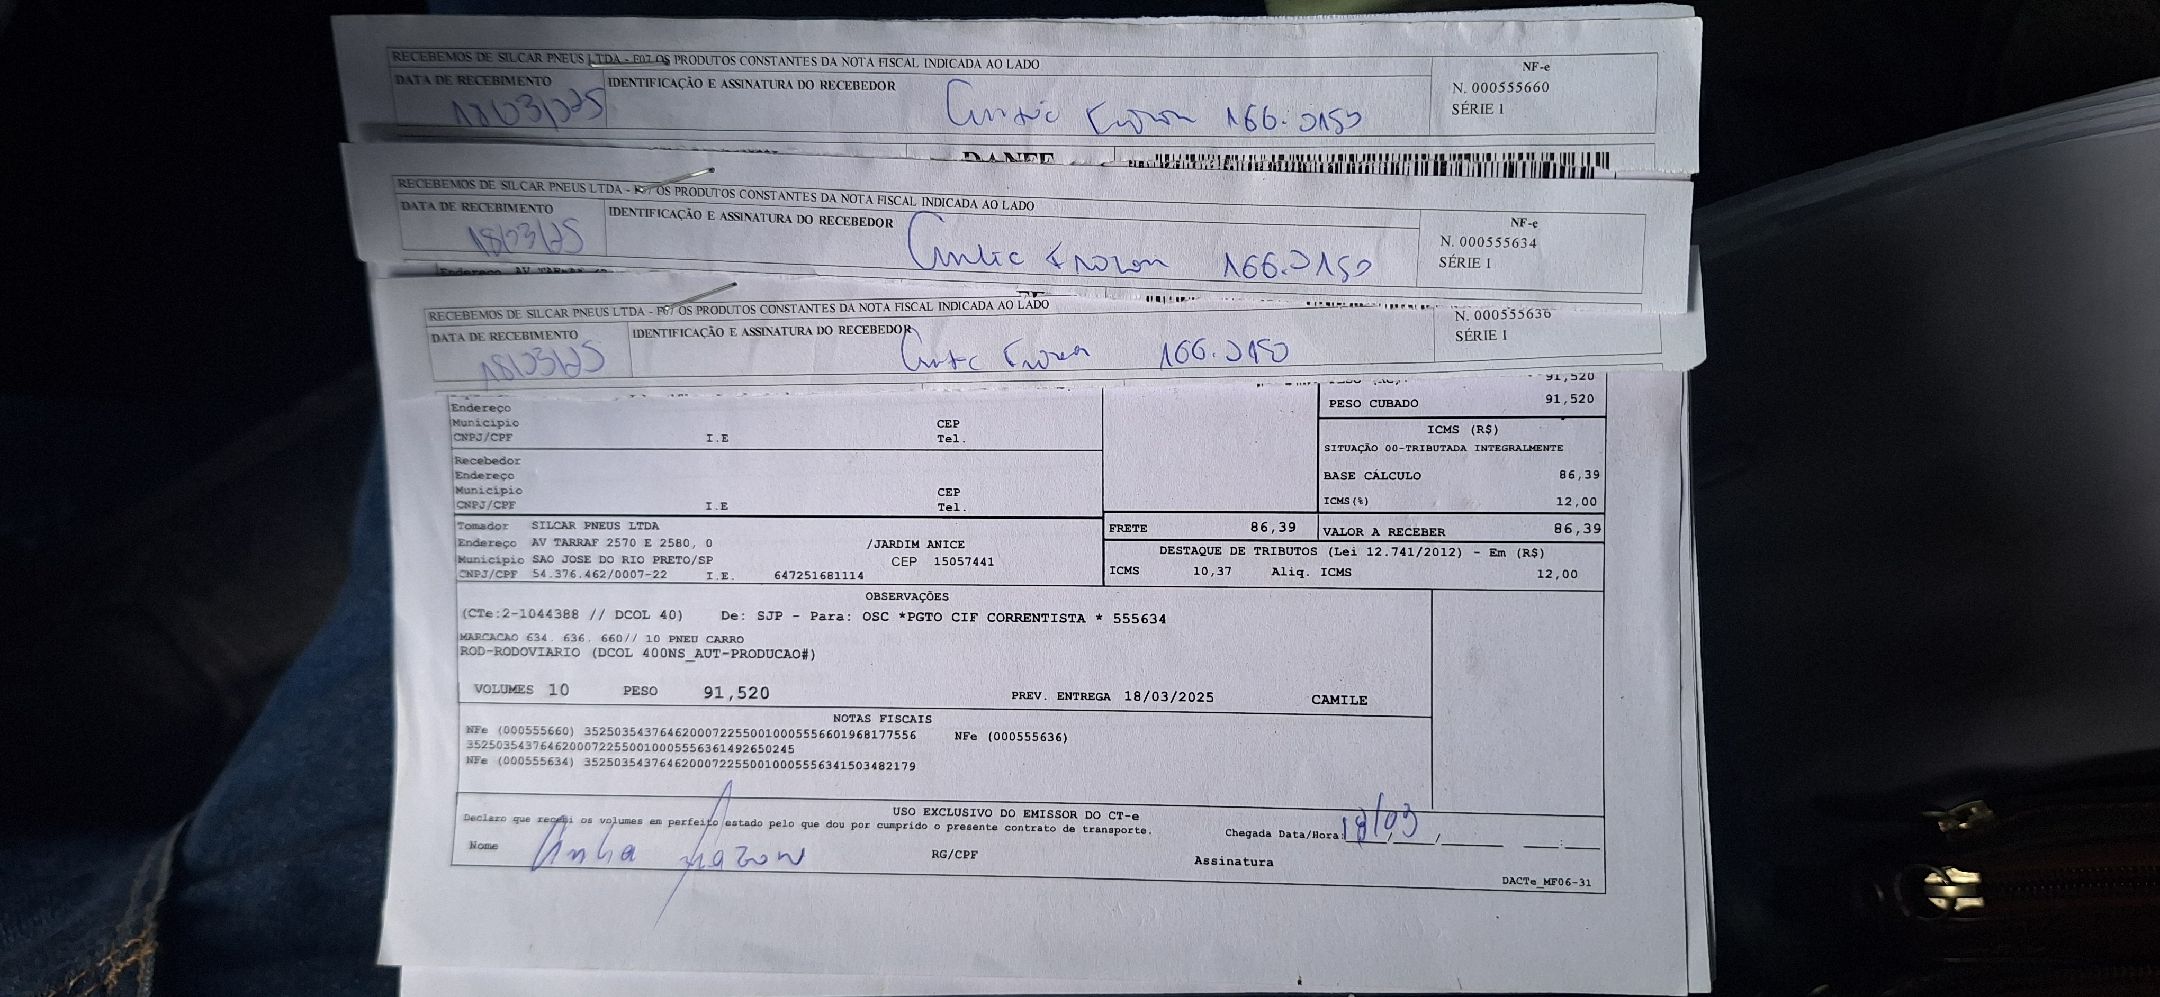 RECEBEMOS DE SILCAR PNEUS LTDA - F07 OS PRODUTOS CONSTANTES DA NOTA FISCAL INDICADA AO LADO
NF-e
DATA DE RECEBIMENTO IDENTIFICAÇÃO E ASSINATURA DO RECEBEDOR
N. 000555660
18/03/25 166.2150
SÉRIE 1
DANFE
RECEBEMOS DE SILCAR PNEUS LTDA - F07 OS PRODUTOS CONSTANTES DA NOTA FISCAL INDICADA AO LADO
DATA DE RECEBIMENTO IDENTIFICAÇÃO E ASSINATURA DO RECEBEDOR
NF-e
N. 000555634
18/03/25 166.2150
SÉRIE 1
RECEBEMOS DE SILCAR PNEUS LTDA - F07 OS PRODUTOS CONSTANTES DA NOTA FISCAL INDICADA AO LADO
N. 000555636
DATA DE RECEBIMENTO IDENTIFICAÇÃO E ASSINATURA DO RECEBEDOR
SÉRIE 1
18/03/25 166.2150
91,520
Endereço
PESO CUBADO 91,520
Municipio CEP
CNPJ/CPF I.E Tel.
ICMS (R$)
SITUAÇÃO 00-TRIBUTADA INTEGRALMENTE
Recebedor
Endereço
BASE CÁLCULO 86,39
Municipio CEP
CNPJ/CPF I.E Tel.
ICMS(%) 12,00
Tomador SILCAR PNEUS LTDA
FRETE 86,39 VALOR A RECEBER 86,39
Endereço AV TARRAF 2570 E 2580, 0 /JARDIM ANICE
DESTAQUE DE TRIBUTOS (Lei 12.741/2012) - Em (R$)
Municipio SAO JOSE DO RIO PRETO/SP CEP 15057441
CNPJ/CPF 54.376.462/0007-22 I.E. 647251681114
ICMS 10,37 Aliq. ICMS 12,00
OBSERVAÇÕES
(CTe:2-1044388 // DCOL 40) De: SJP - Para: OSC *PGTO CIF CORRENTISTA * 555634
MARCACAO 634. 636. 660// 10 PNEU CARRO
ROD-RODOVIARIO (DCOL 400NS_AUT-PRODUCAO#)
VOLUMES 10 PESO 91,520 PREV. ENTREGA 18/03/2025 CAMILE
NOTAS FISCAIS
NFe (000555660) 35250354376462000722550010005556601968177556 NFe (000555636)
35250354376462000722550010005556361492650245
NFe (000555634) 35250354376462000722550010005556341503482179
USO EXCLUSIVO DO EMISSOR DO CT-e
Declaro que recebi os volumes em perfeito estado pelo que dou por cumprido o presente contrato de transporte.
Chegada Data/Hora: 18/03
Nome RG/CPF Assinatura
DACTe_MF06-31